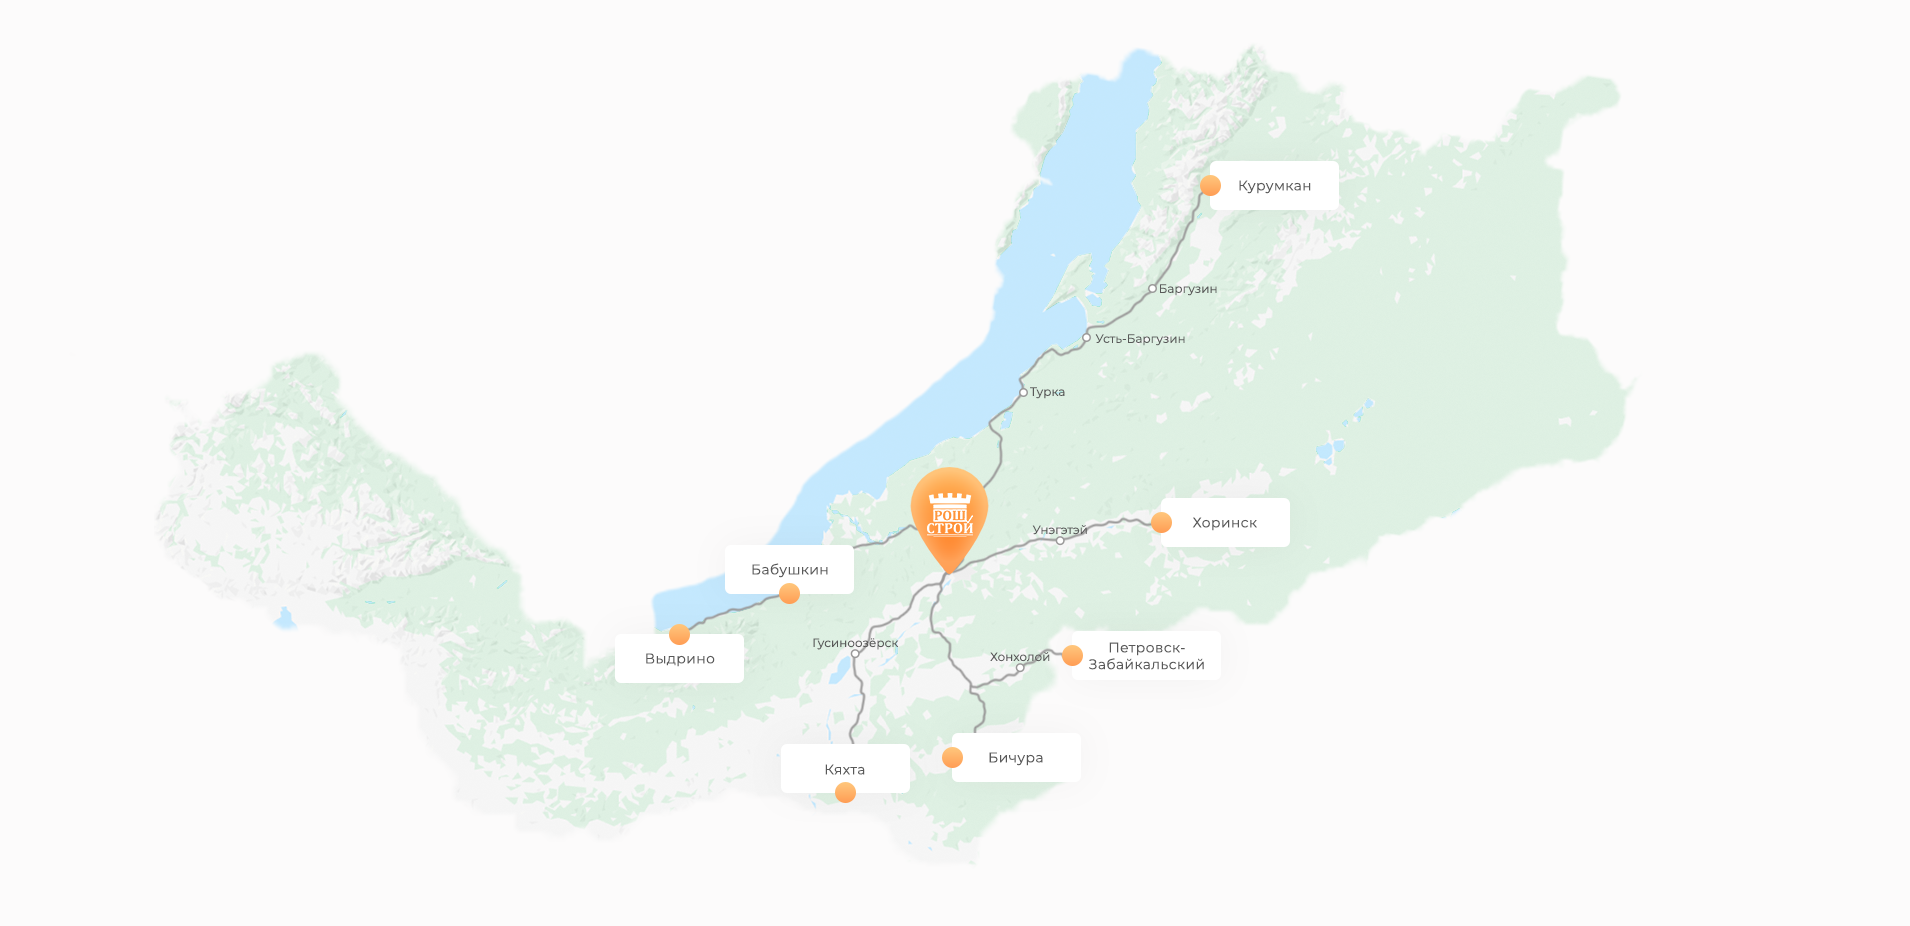 Курумкан
Баргузин
Усть-Баргузин
Турка
РОШ
СТРОЙ
Хоринск
Унэгэтэй
Бабушкин
Выдрино
Гусиноозёрск
Хонхолой
Петровск-
Забайкальский
Бичура
Кяхта